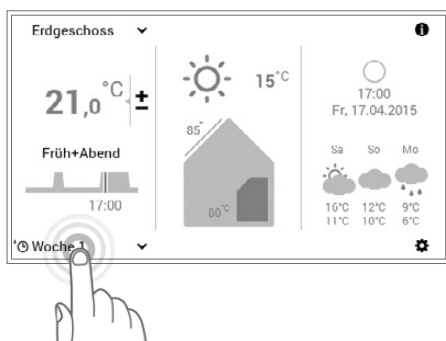 Erdgeschoss
21,0 °C ±
Früh+Abend
17:00
Woche 1
15°C
85°
80°C
17:00
Fr, 17.04.2015
Sa So Mo
16°C 12°C 9°C
11°C 10°C 6°C